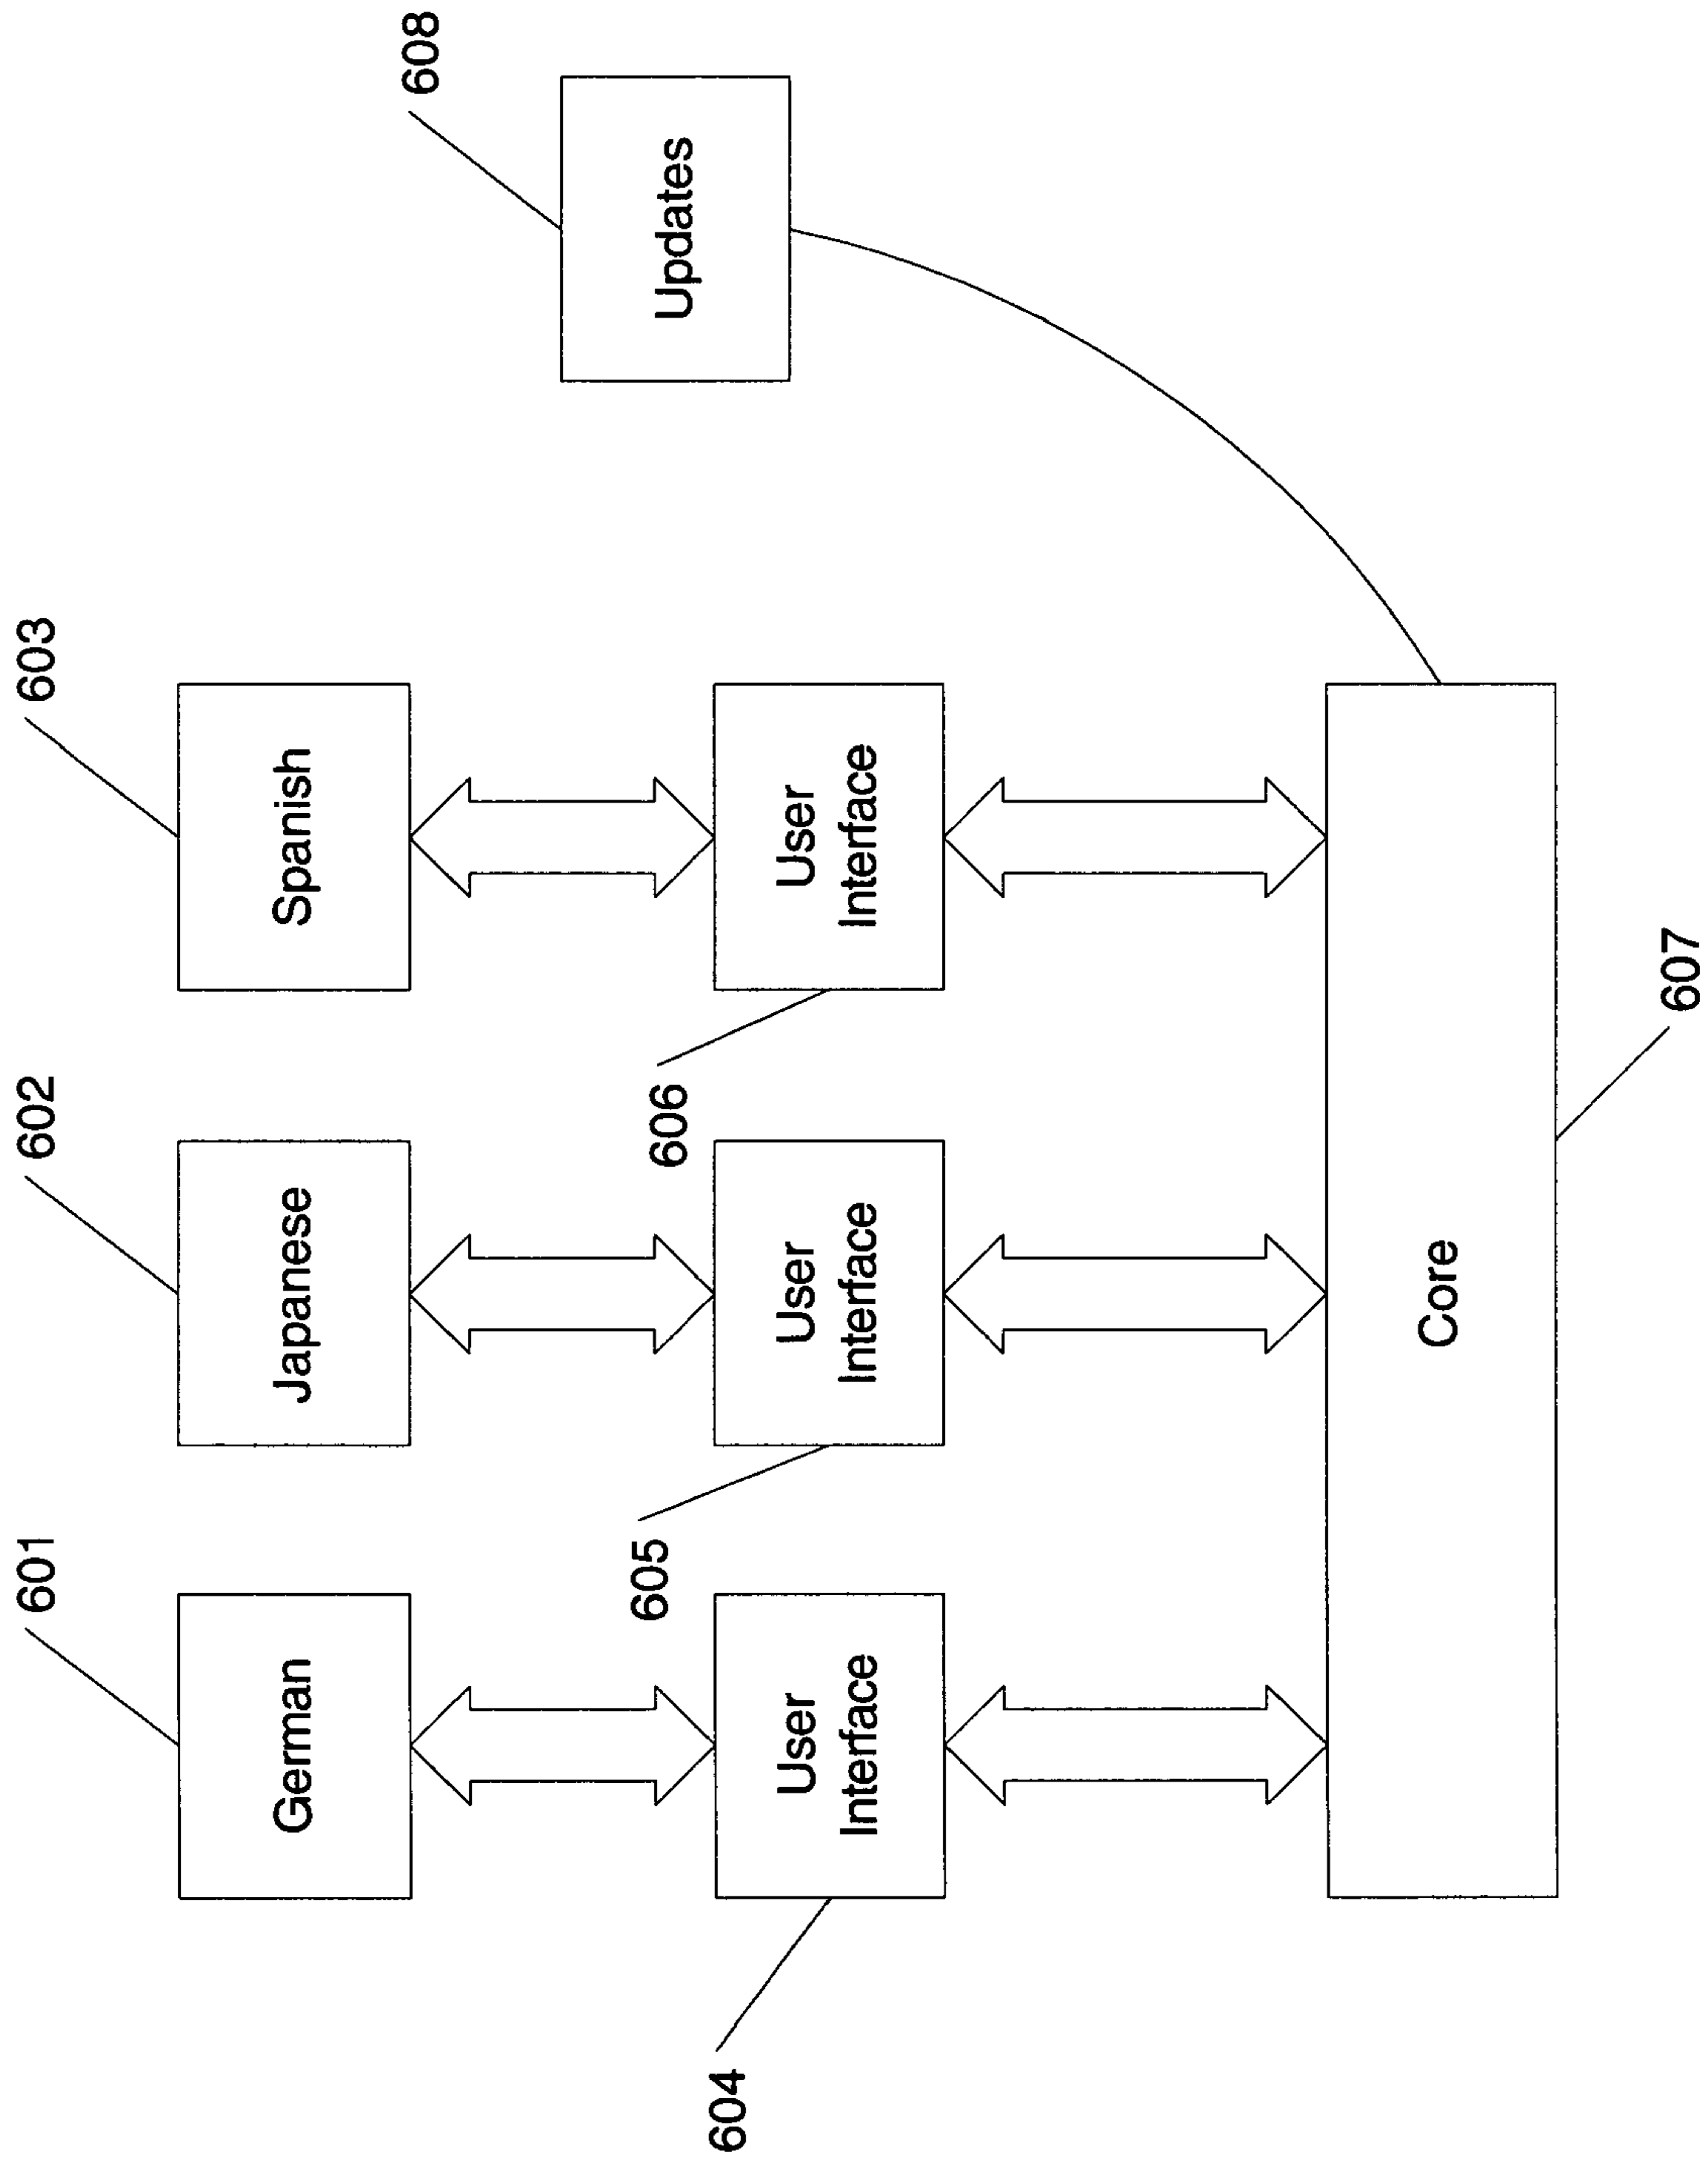 601
602
603
608
German
Japanese
Spanish
Updates
604
605
606
User
Interface
User
Interface
User
Interface
Core
607